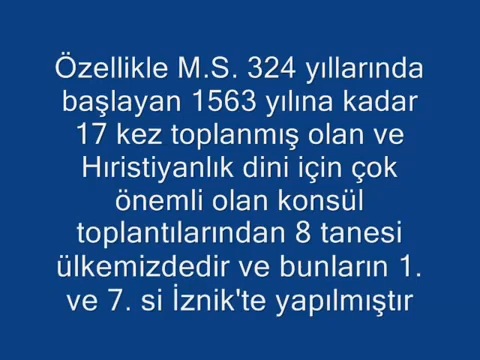 Özellikle M.S. 324 yıllarında
başlayan 1563 yılına kadar
17 kez toplanmış olan ve
Hıristiyanlık dini için çok
önemli olan konsül
toplantılarından 8 tanesi
ülkemizdedir ve bunların 1.
ve 7. si İznik'te yapılmıştır